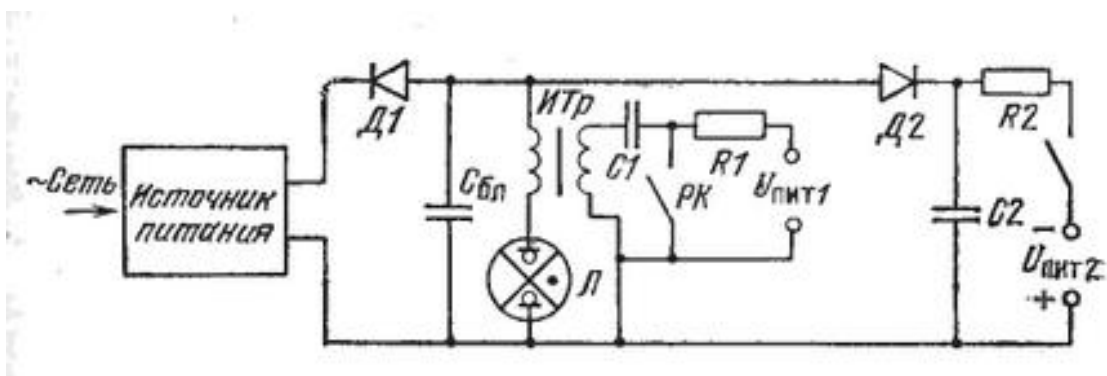 ~Сеть
Источник
питания
Д1
Сбл
ИТр
Л
С1
РК
R1
Uпит1
Д2
С2
R2
−
Uпит2
+